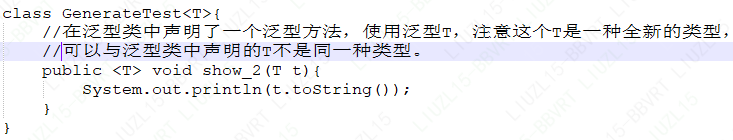 class GenerateTest<T>{
//在泛型类中声明了一个泛型方法，使用泛型T，注意这个T是一种全新的类型，
//可以与泛型类中声明的T不是同一种类型。
public <T> void show_2(T t){
System.out.println(t.toString());
}
}